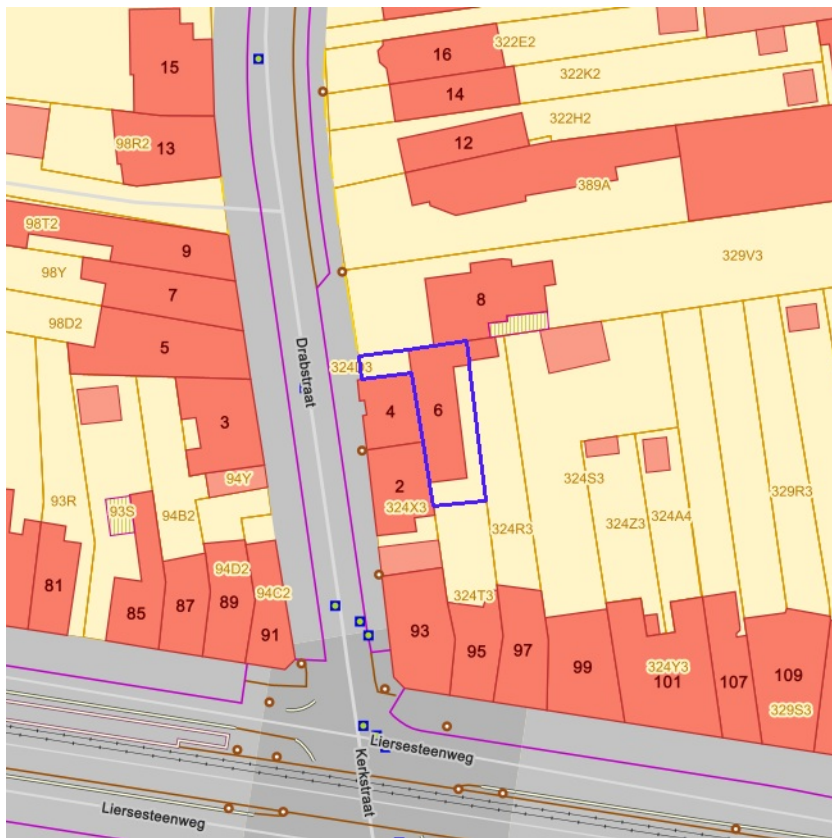 322E2
16
15
322K2
14
322H2
98R2
13
12
389A
98T2
9
329V3
98Y
7
8
98D2
5
Drabstraat
324D3
4
6
3
94Y
324S3
93R
2
329R3
93S
94B2
324X3
324Z3
324A4
324R3
94D2
94C2
324T3
81
85
87
89
91
93
95
97
99
324Y3
101
107
109
329S3
Liersesteenweg
Kerkstraat
Liersesteenweg